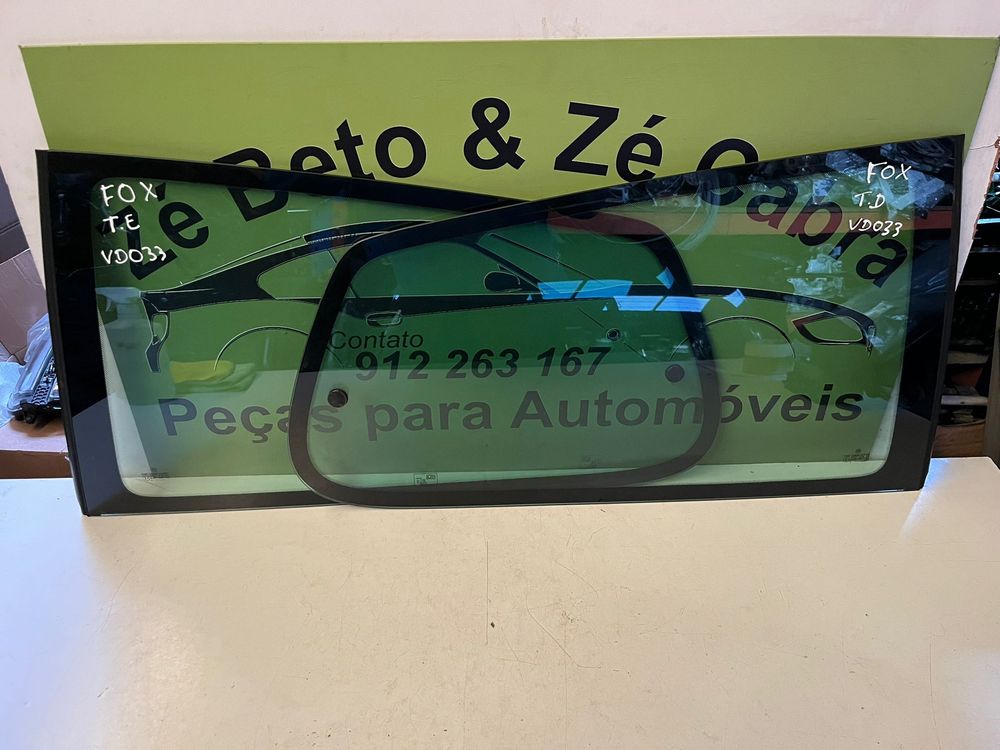 Zé Beto & Zé Cabra
FOX
T.E
VD033
FOX
T.D
VD033
Contato
912 263 167
Peças para Automóveis